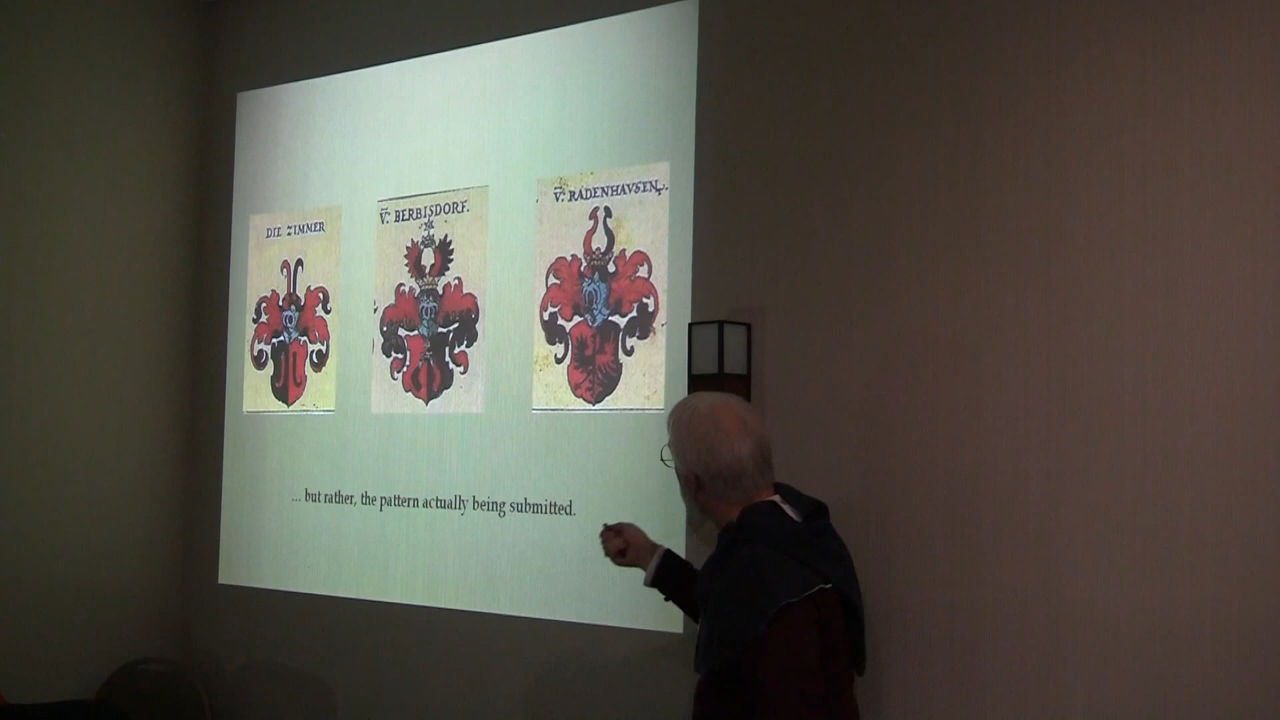 DIE ZIMMER
V: BERBISDORF.
V: RADENHAVSEN.
... but rather, the pattern actually being submitted.